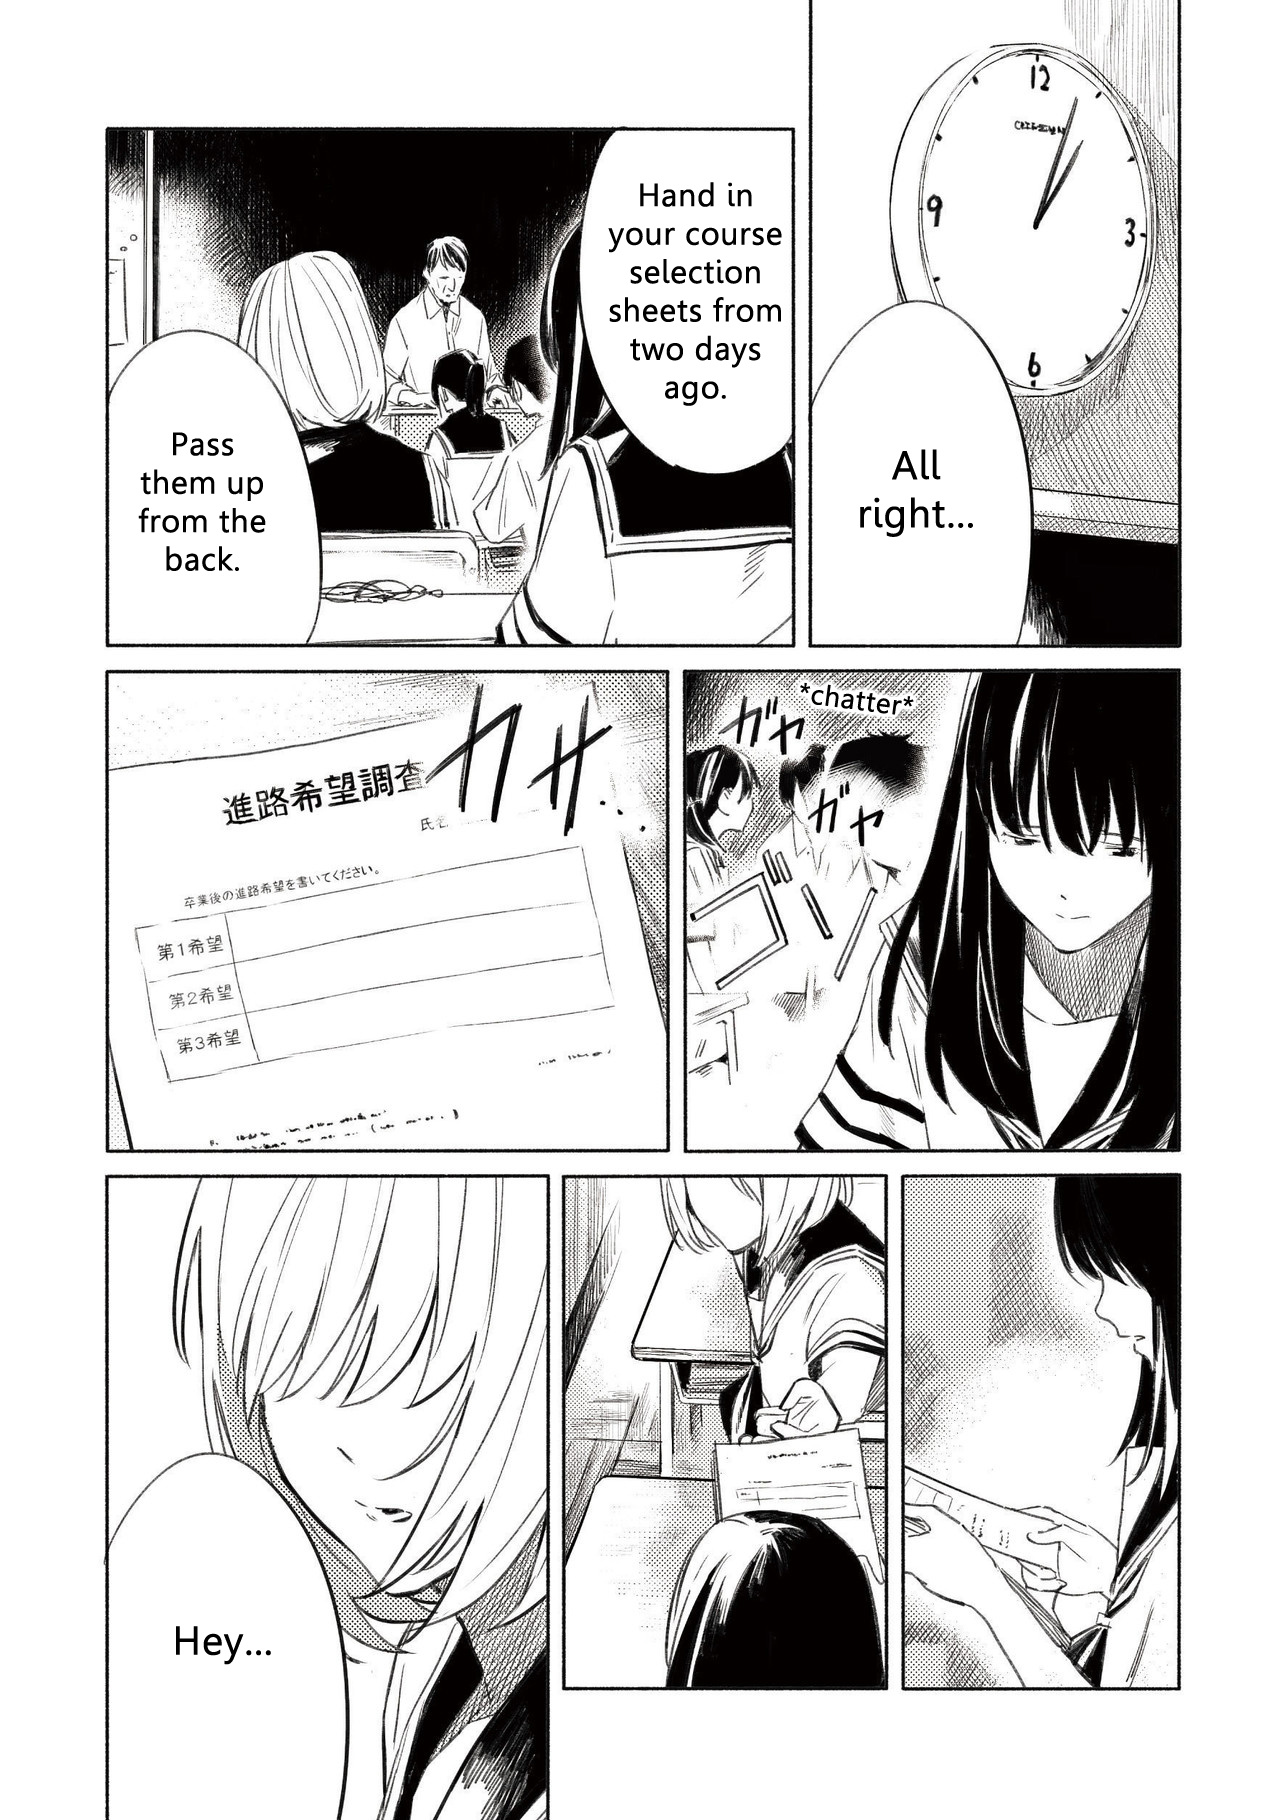 12
3
9
6
All
right...
Hand in
your course
selection
sheets from
two days
ago.
Pass
them up
from the
back.
*chatter*
ガヤ
ガヤ
ガサ
進路希望調査
氏名
卒業後の進路希望を書いてください。
第1希望
第2希望
第3希望
Hey...